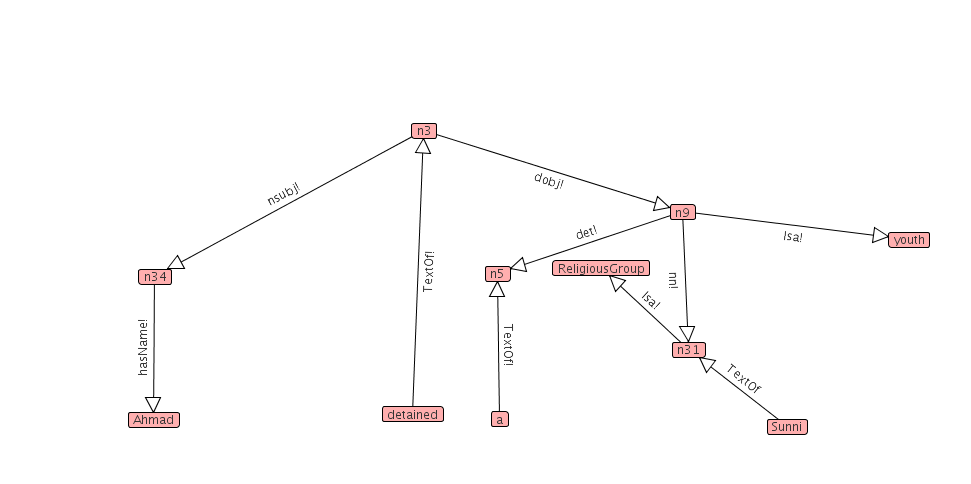 n3
dobj!
nsubj!
n9
det!
Isa!
youth
TextOf!
n34
n5
ReligiousGroup
nn!
Isa!
hasName!
TextOf!
n31
TextOf
Ahmad
detained
a
Sunni